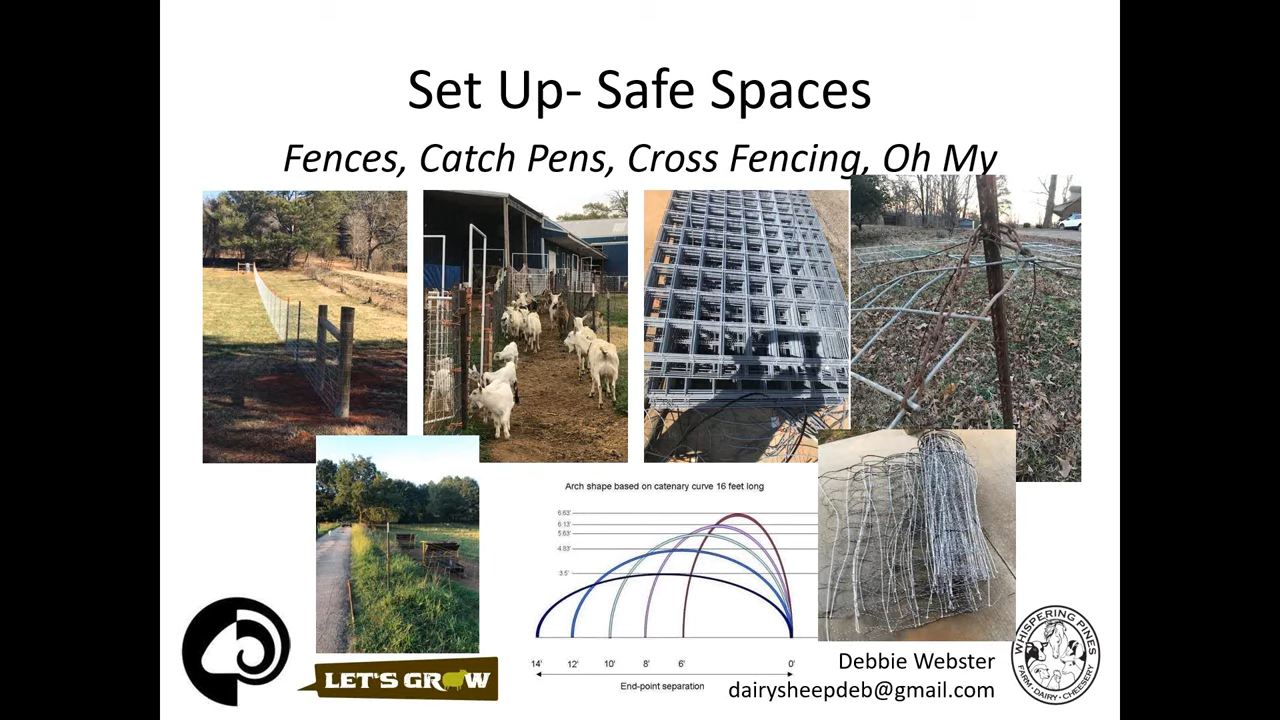 Set Up- Safe Spaces
Fences, Catch Pens, Cross Fencing, Oh My
Arch shape based on catenary curve 16 feet long
6.63'
6.13'
5.63'
4.83'
3.5'
14' 12' 10' 8' 6' 0'
End-point separation
LET'S GROW
Debbie Webster
dairysheepdeb@gmail.com
WHISPERING PINES
FARM · DAIRY · CHEESERY